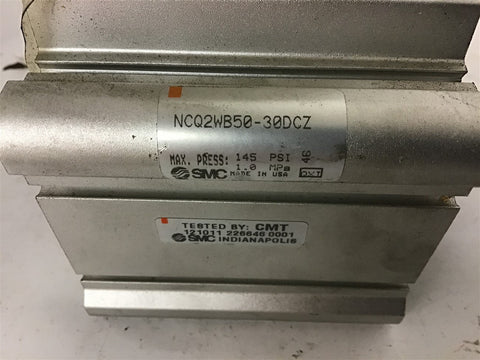 NCQ2WB50-30DCZ
MAX. PRESS: 145 PSI 46
1.0 MPa
SMC MADE IN USA
TESTED BY: CMT
121011 226646 0001
SMC INDIANAPOLIS